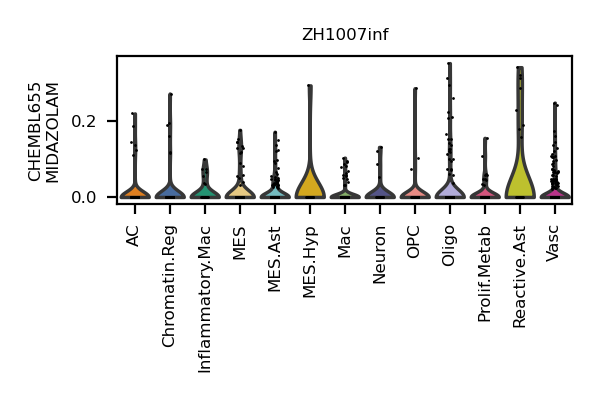 ZH1007inf
CHEMBL655
MIDAZOLAM
0.2
0.0
AC
Chromatin.Reg
Inflammatory.Mac
MES
MES.Ast
MES.Hyp
Mac
Neuron
OPC
Oligo
Prolif.Metab
Reactive.Ast
Vasc